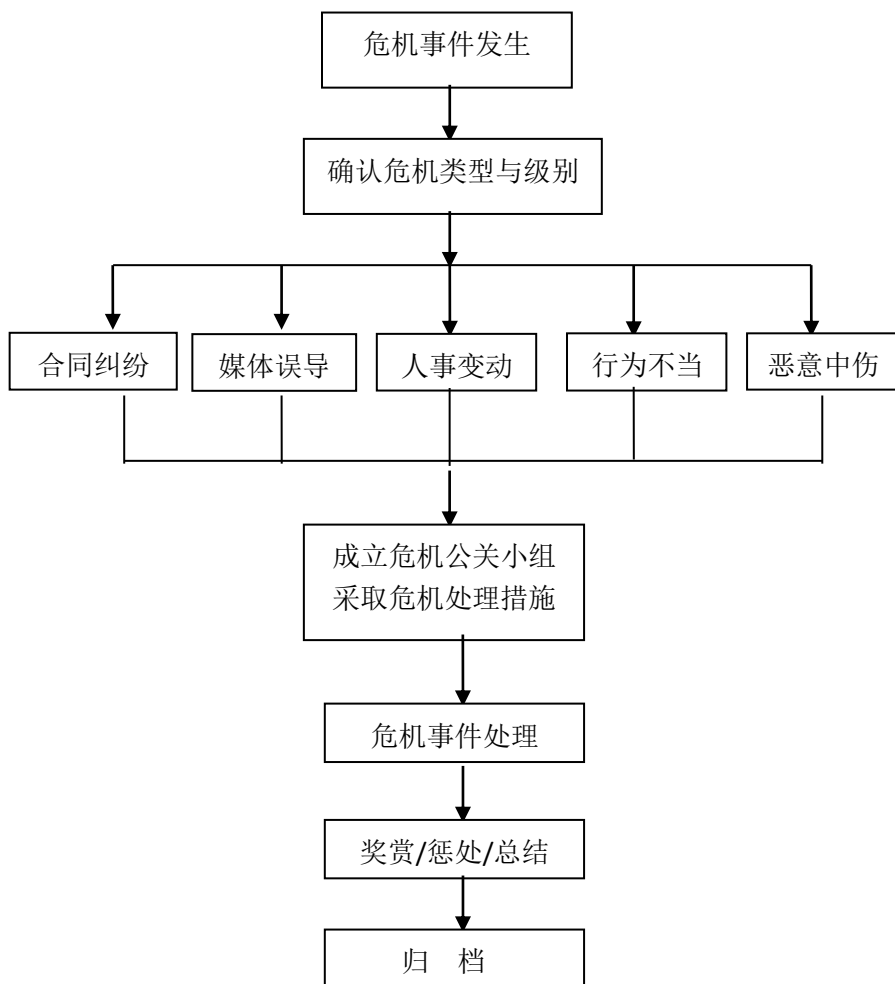 危机事件发生
确认危机类型与级别
合同纠纷
媒体误导
人事变动
行为不当
恶意中伤
成立危机公关小组
采取危机处理措施
危机事件处理
奖赏/惩处/总结
归 档